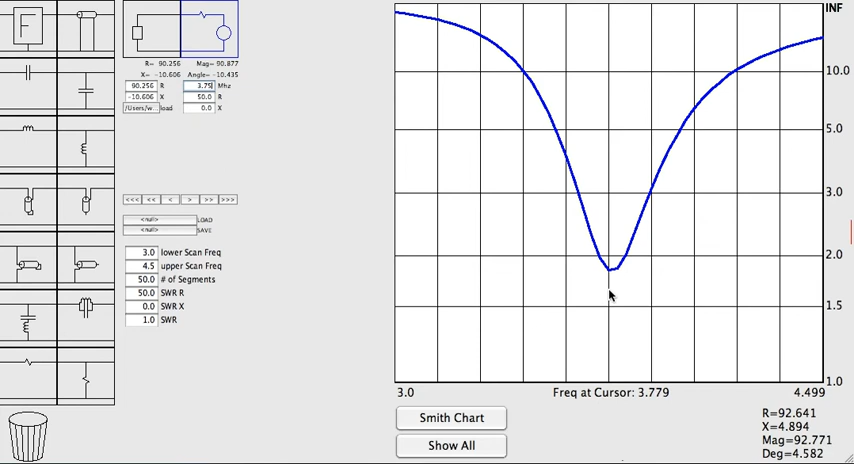 F
R= 90.256 Mag= 90.877
X= -10.606 Angle= -10.435
90.256 R 3.75 Mhz
-10.606 X 50.0 R
/Users/w... load 0.0 X
<<< << < > >> >>>
<null> LOAD
<null> SAVE
3.0 lower Scan Freq
4.5 upper Scan Freq
50.0 # of Segments
50.0 SWR R
0.0 SWR X
1.0 SWR
INF
10.0
5.0
3.0
2.0
1.5
1.0
3.0 Freq at Cursor: 3.779 4.499
Smith Chart
Show All
R=92.641
X=4.894
Mag=92.771
Deg=4.582